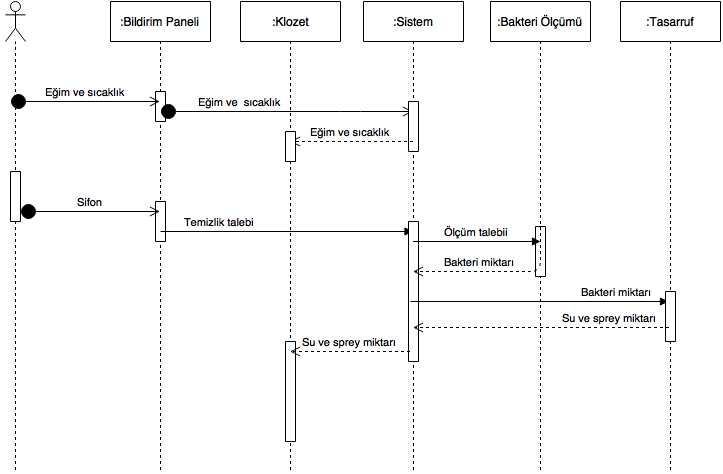 :Bildirim Paneli
:Klozet
:Sistem
:Bakteri Ölçümü
:Tasarruf
Eğim ve sıcaklık
Eğim ve  sıcaklık
Eğim ve sıcaklık
Sifon
Temizlik talebi
Ölçüm talebii
Bakteri miktarı
Bakteri miktarı
Su ve sprey miktarı
Su ve sprey miktarı